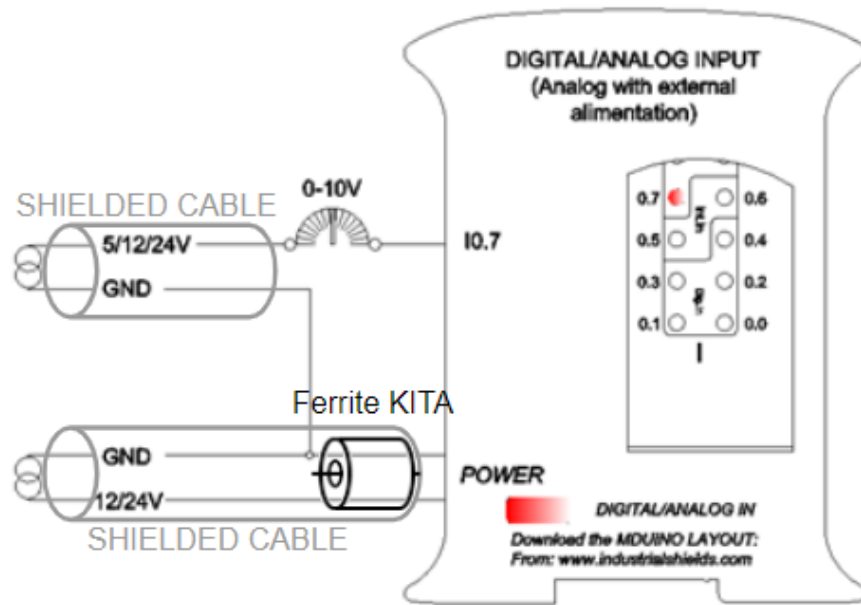 DIGITAL/ANALOG INPUT
(Analog with external
alimentation)
0-10V
SHIELDED CABLE
5/12/24V
I0.7
GND
0.7
0.6
0.5
0.4
0.3
0.2
0.1
0.0
I
Ferrite KITA
GND
12/24V
SHIELDED CABLE
POWER
DIGITAL/ANALOG IN
Download the MDUINO LAYOUT:
From: www.industrialshields.com